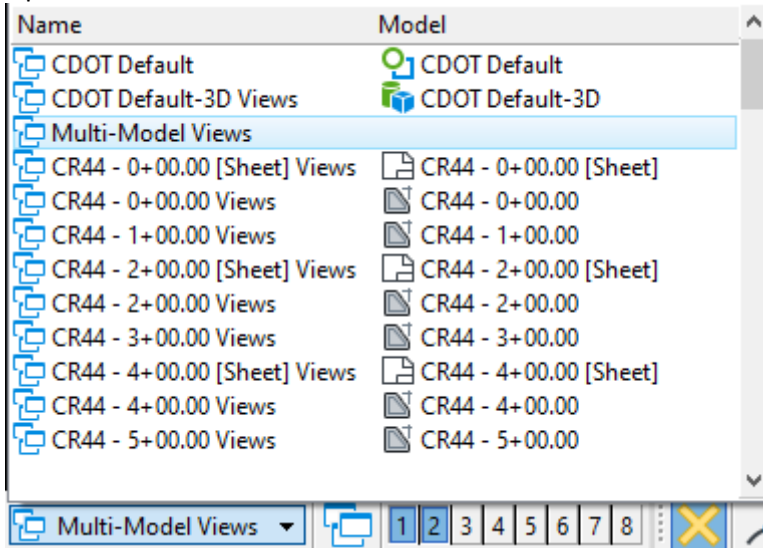 Name Model
CDOT Default CDOT Default
CDOT Default-3D Views CDOT Default-3D
Multi-Model Views
CR44 - 0+00.00 [Sheet] Views CR44 - 0+00.00 [Sheet]
CR44 - 0+00.00 Views CR44 - 0+00.00
CR44 - 1+00.00 Views CR44 - 1+00.00
CR44 - 2+00.00 [Sheet] Views CR44 - 2+00.00 [Sheet]
CR44 - 2+00.00 Views CR44 - 2+00.00
CR44 - 3+00.00 Views CR44 - 3+00.00
CR44 - 4+00.00 [Sheet] Views CR44 - 4+00.00 [Sheet]
CR44 - 4+00.00 Views CR44 - 4+00.00
CR44 - 5+00.00 Views CR44 - 5+00.00
Multi-Model Views 1 2 3 4 5 6 7 8